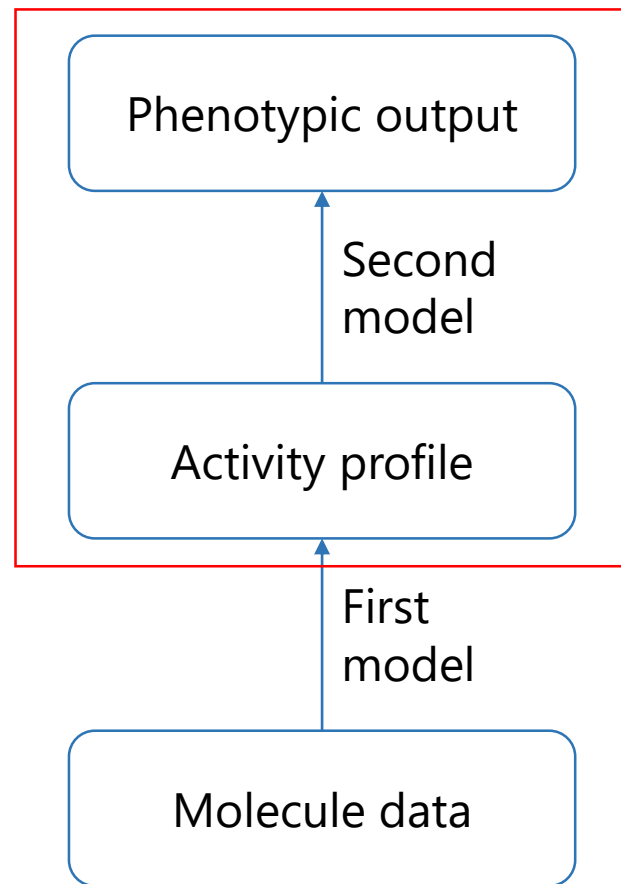 Phenotypic output
Second
model
Activity profile
First
model
Molecule data